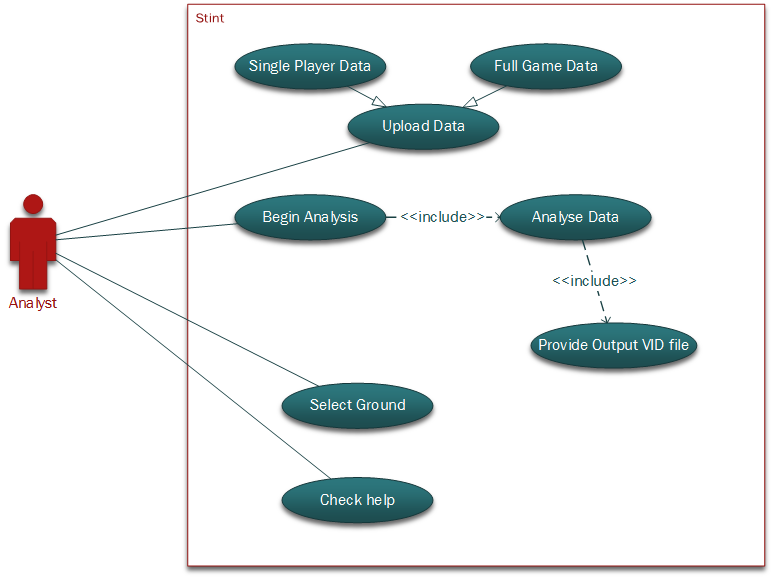 Stint
Single Player Data
Full Game Data
Upload Data
Begin Analysis
<<include>>
Analyse Data
<<include>>
Analyst
Provide Output VID file
Select Ground
Check help